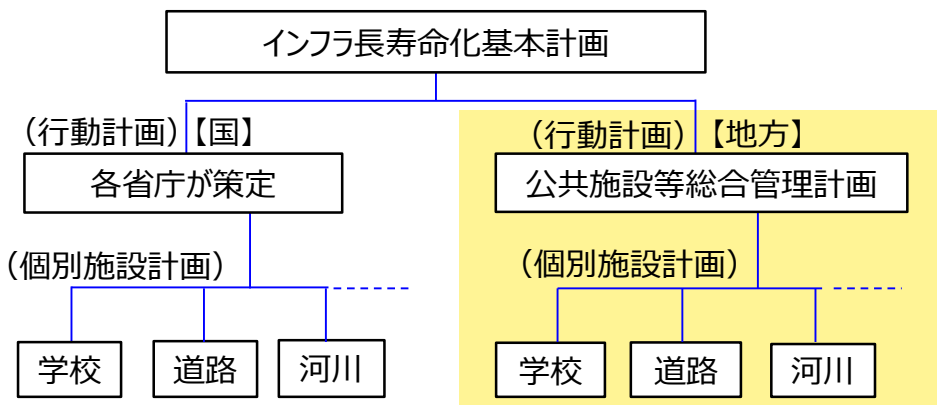 インフラ長寿命化基本計画
（行動計画）【国】
各省庁が策定
（個別施設計画）
学校
道路
河川
（行動計画）【地方】
公共施設等総合管理計画
（個別施設計画）
学校
道路
河川